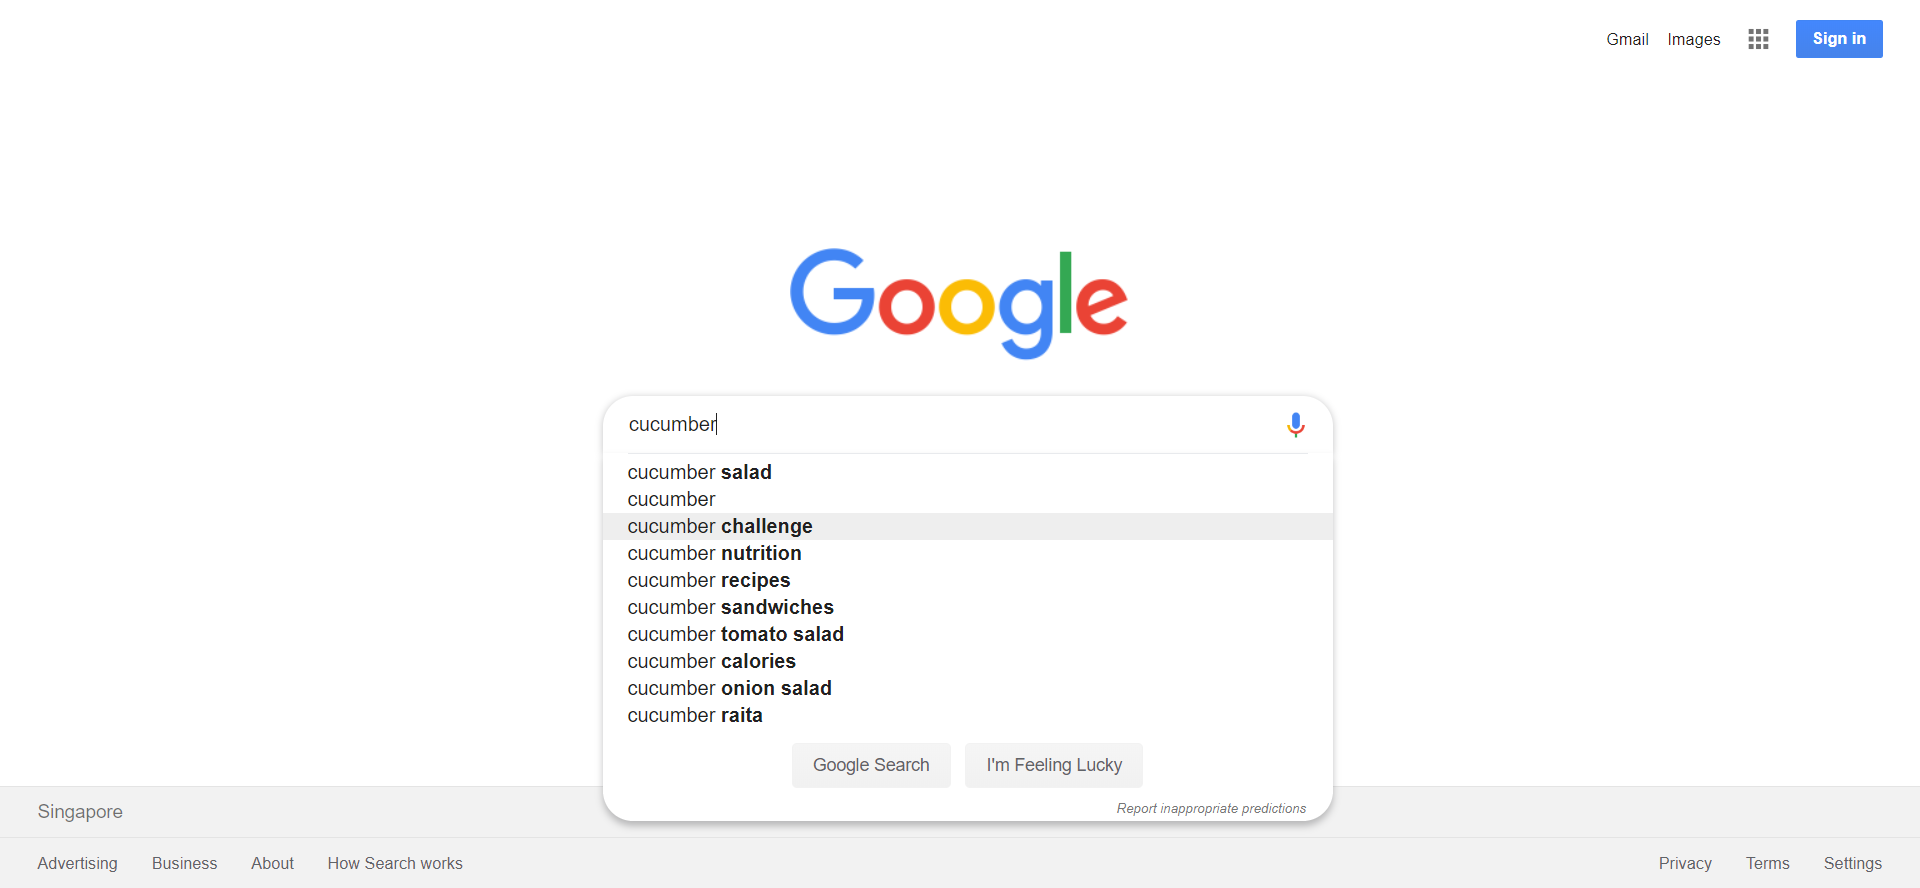 Gmail Images Sign in
Google
cucumber
cucumber salad
cucumber
cucumber challenge
cucumber nutrition
cucumber recipes
cucumber sandwiches
cucumber tomato salad
cucumber calories
cucumber onion salad
cucumber raita
Google Search I'm Feeling Lucky
Report inappropriate predictions
Singapore
Advertising Business About How Search works Privacy Terms Settings